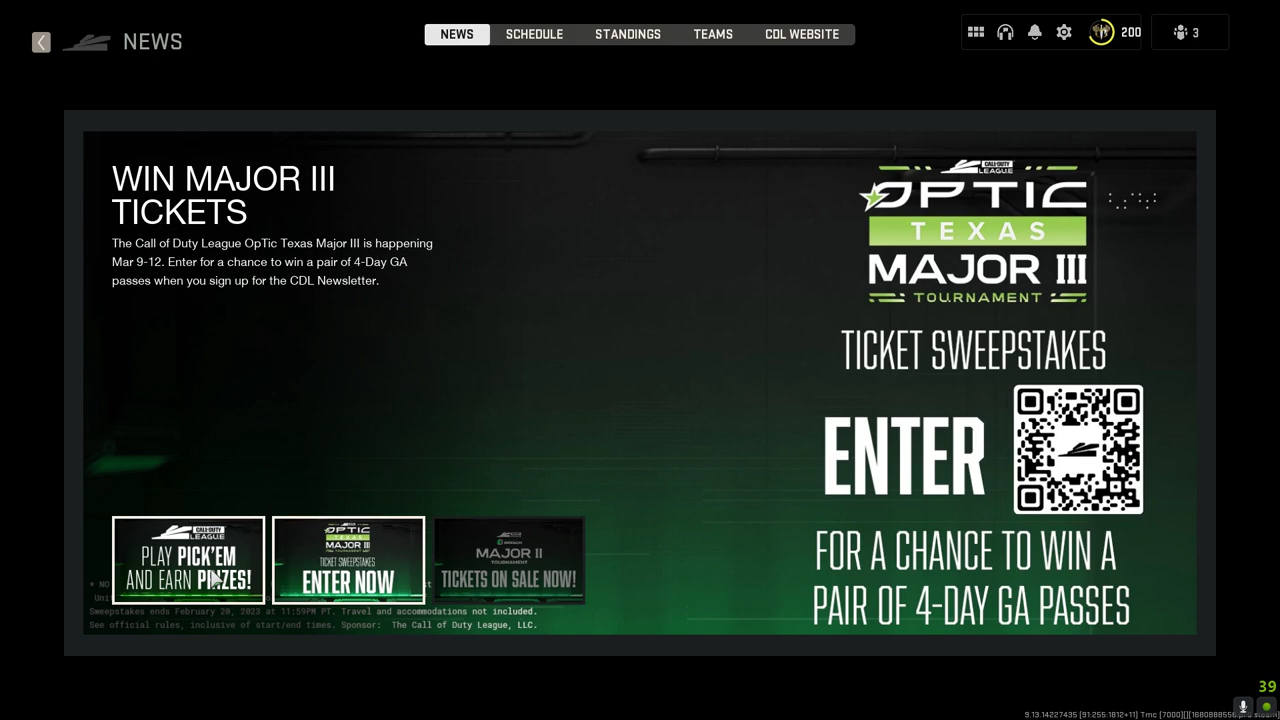 NEWS
NEWS
SCHEDULE
STANDINGS
TEAMS
CDL WEBSITE
200
3
WIN MAJOR III
TICKETS
The Call of Duty League OpTic Texas Major III is happening
Mar 9-12. Enter for a chance to win a pair of 4-Day GA
passes when you sign up for the CDL Newsletter.
CALL OF DUTY
LEAGUE
OPTIC
TEXAS
MAJOR III
TOURNAMENT
TICKET SWEEPSTAKES
ENTER
FOR A CHANCE TO WIN A
PAIR OF 4-DAY GA PASSES
CALL OF DUTY
LEAGUE
PLAY PICK'EM
AND EARN PRIZES!
OPTIC
TEXAS
MAJOR III
TICKET SWEEPSTAKES
ENTER NOW
MAJOR II
TOURNAMENT
TICKETS ON SALE NOW!
* NO
Sweepstakes ends February 20, 2023 at 11:59PM PT. Travel and accommodations not included.
See official rules, inclusive of start/end times. Sponsor: The Call of Duty League, LLC.
39